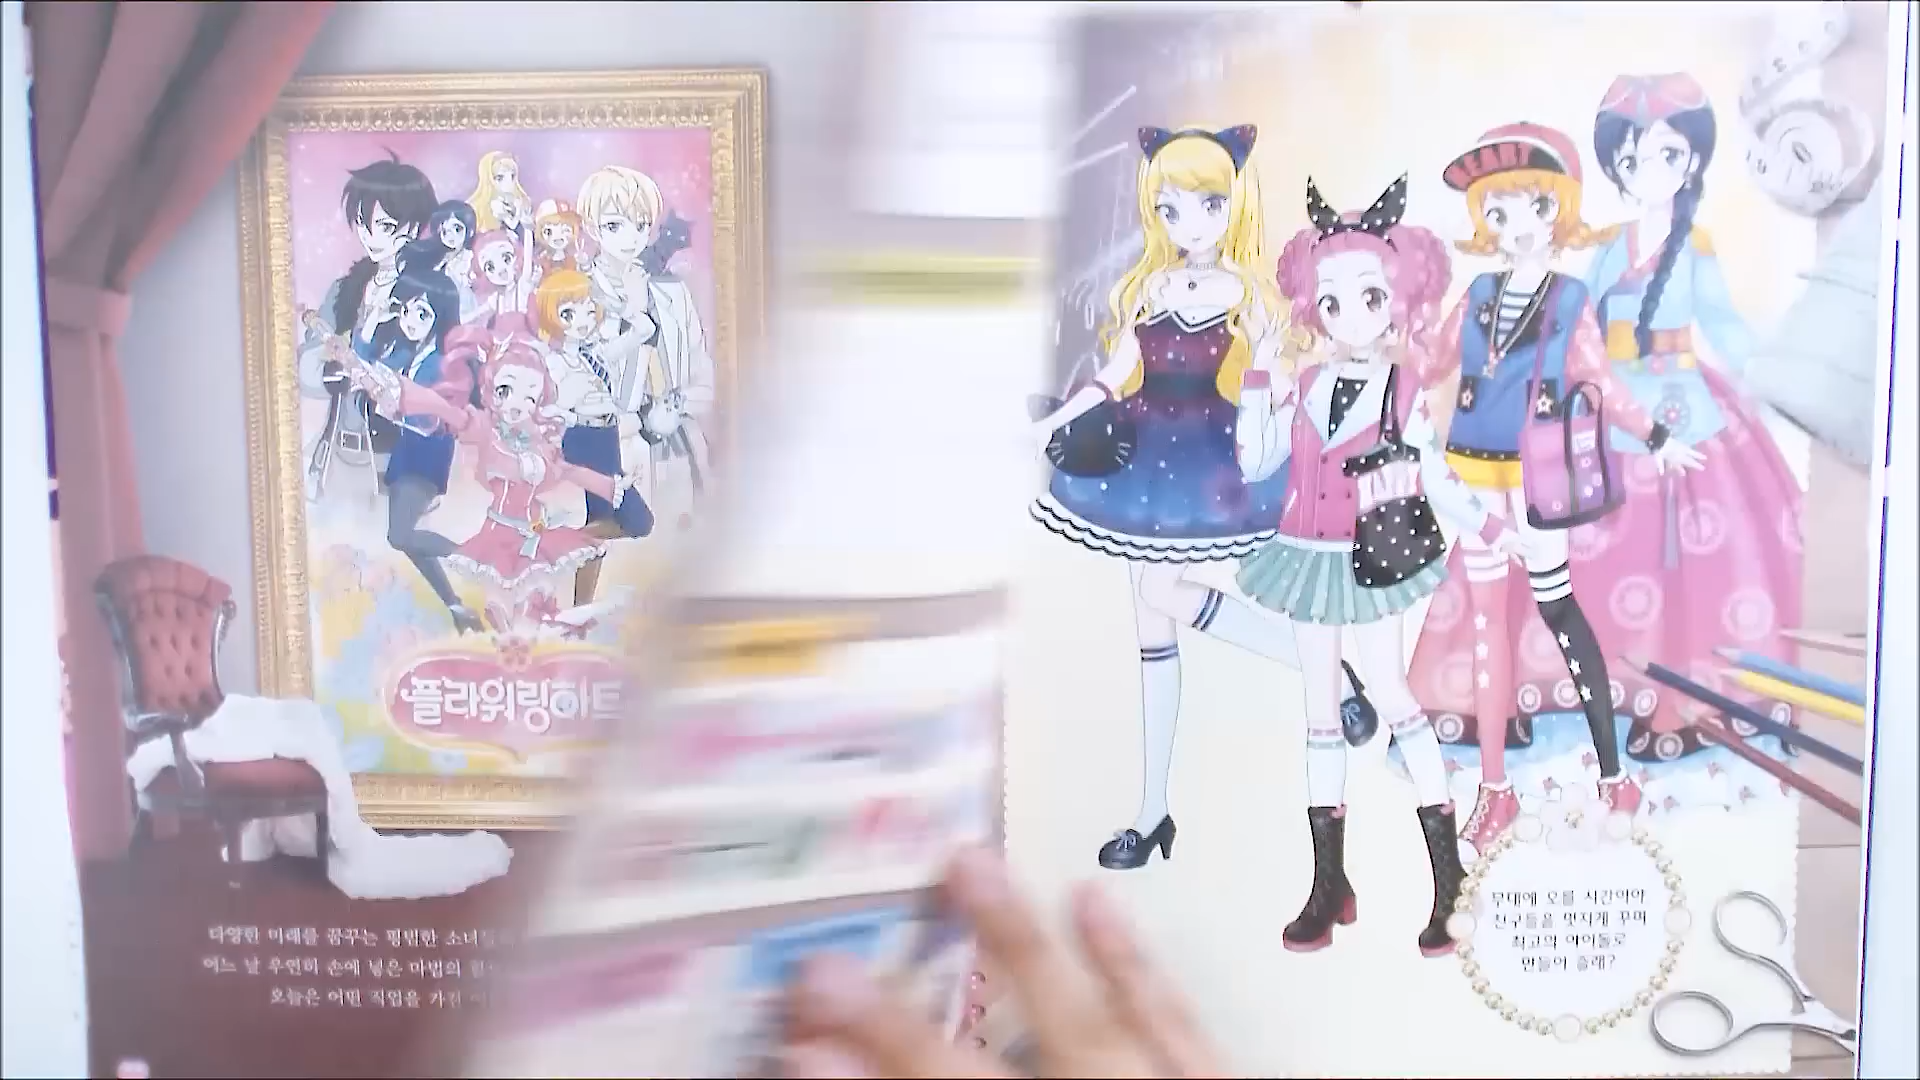 플라워링하트
다양한 미래를 꿈꾸는 평범한 소녀
어느 날 우연히 손에 넣은 마법의
오늘은 어떤 직업을 가진
HEART
무대에 오를 시간이야
친구들을 멋지게 꾸며
최고의 아이돌로
만들어 줄래?